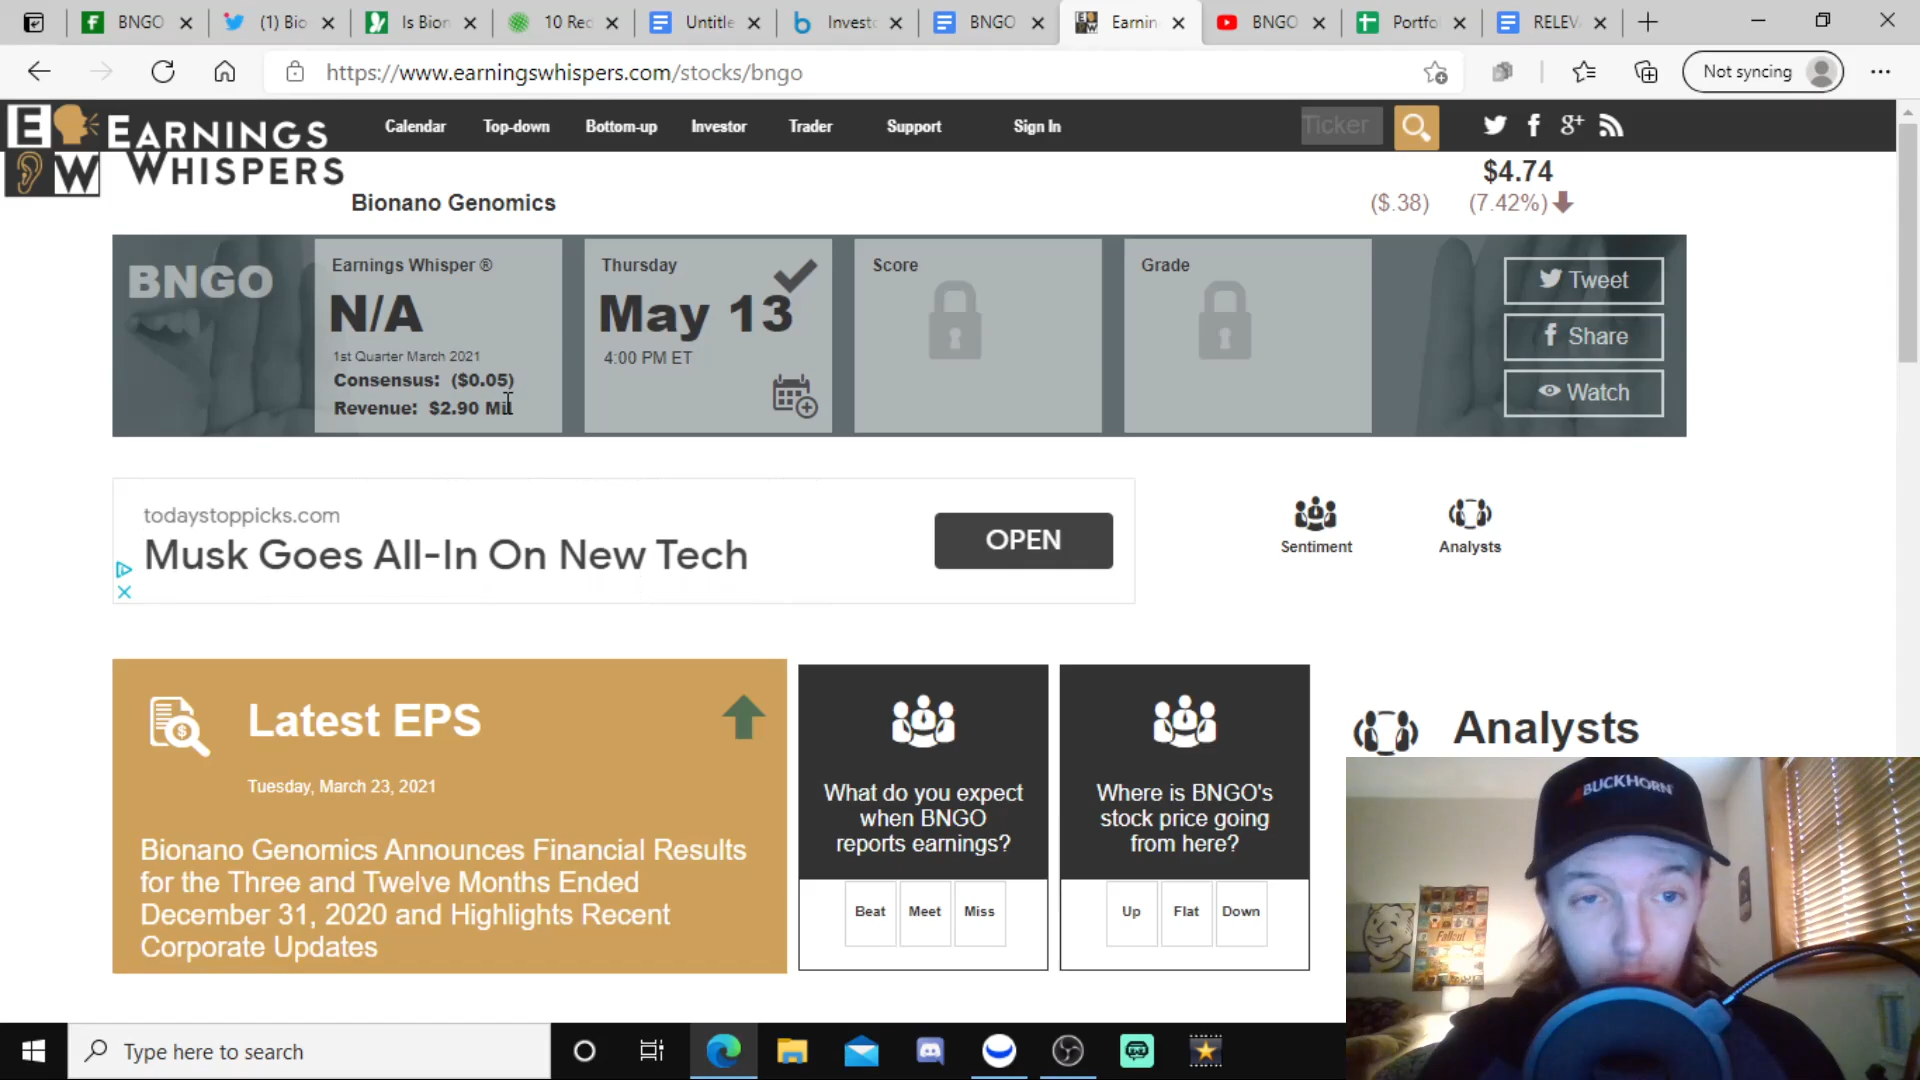 BNGO
(1) Bio
Is Bion
10 Rec
Untitle
Invest
BNGO
Earnin
BNGO
Portfo
RELEV
https://www.earningswhispers.com/stocks/bngo
Not syncing
EARNINGS
WHISPERS
E
W
Calendar
Top-down
Bottom-up
Investor
Trader
Support
Sign In
Ticker
Bionano Genomics
$4.74
($.38) (7.42%)
BNGO
Earnings Whisper ®
N/A
1st Quarter March 2021
Consensus: ($0.05)
Revenue: $2.90 Mil
Thursday
May 13
4:00 PM ET
Score
Grade
Tweet
Share
Watch
todaystoppicks.com
Musk Goes All-In On New Tech
OPEN
Sentiment
Analysts
Latest EPS
Tuesday, March 23, 2021
Bionano Genomics Announces Financial Results
for the Three and Twelve Months Ended
December 31, 2020 and Highlights Recent
Corporate Updates
What do you expect
when BNGO
reports earnings?
Beat
Meet
Miss
Where is BNGO's
stock price going
from here?
Up
Flat
Down
Analysts
BUCKHORN
Fallout
Type here to search